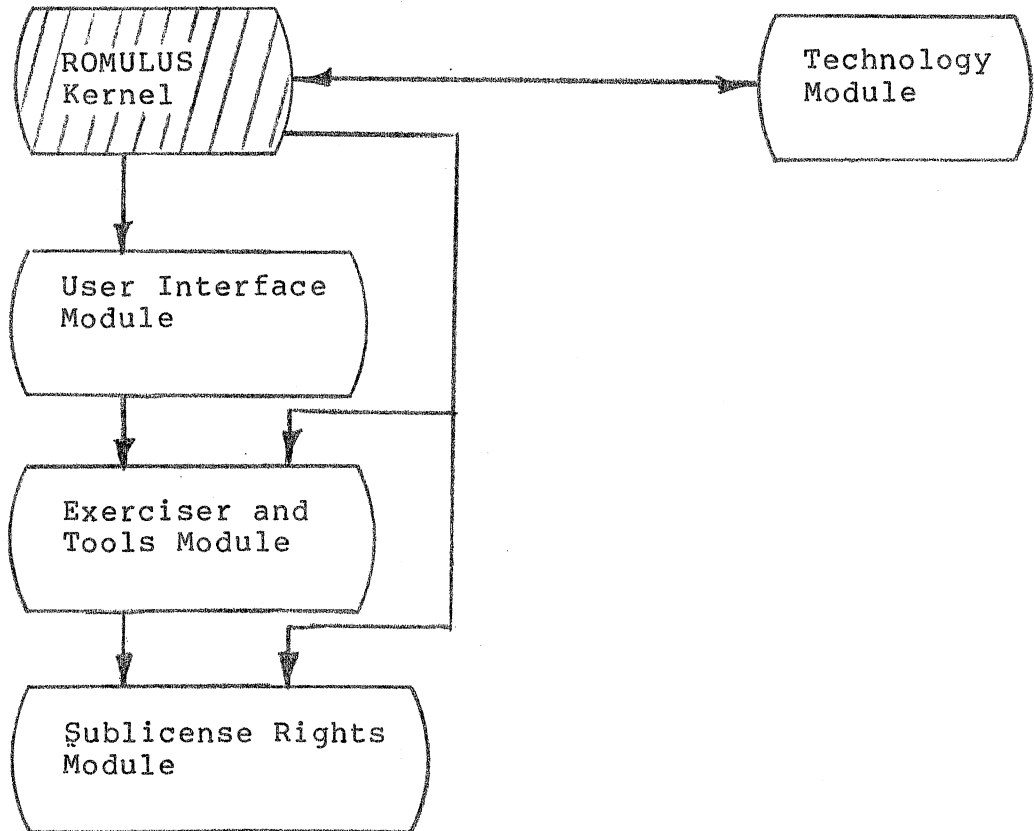 ROMULUS
Kernel
Technology
Module
User Interface
Module
Exerciser and
Tools Module
Sublicense Rights
Module